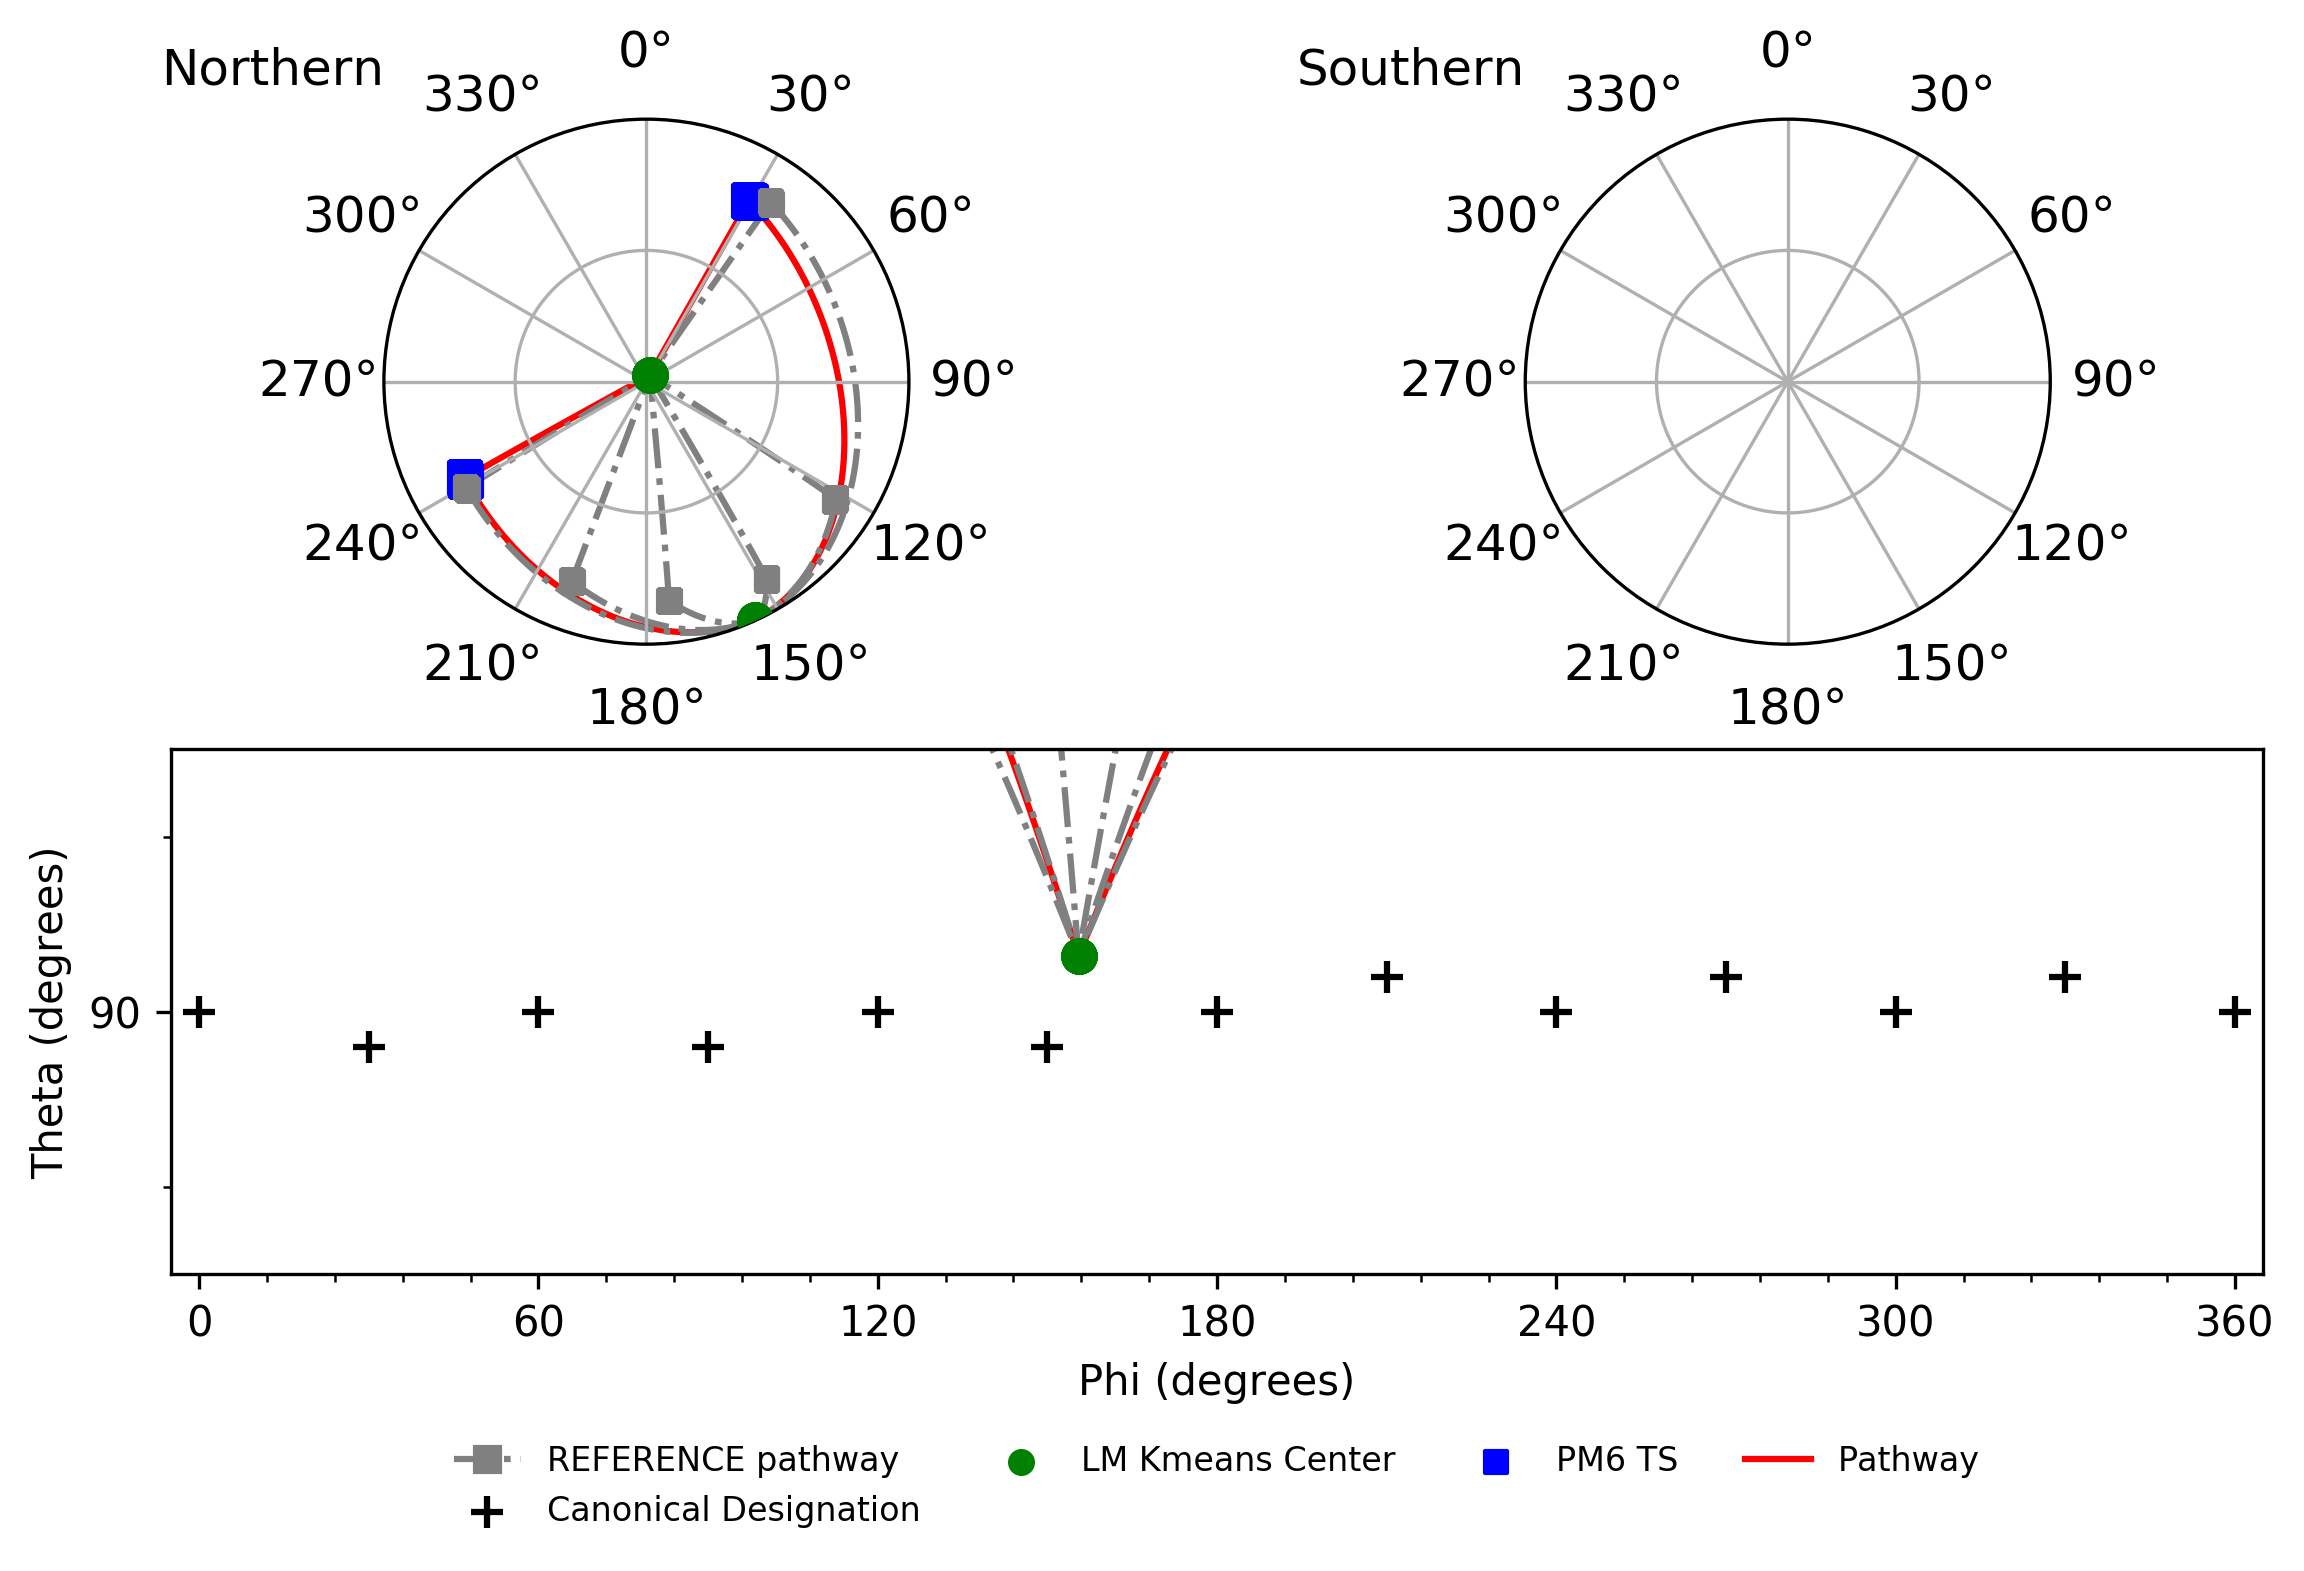 Northern
0°
330°
30°
300°
60°
270°
90°
240°
120°
210°
150°
180°
Southern
0°
330°
30°
300°
60°
270°
90°
240°
120°
210°
150°
180°
Theta (degrees)
90
0 60 120 180 240 300 360
Phi (degrees)
REFERENCE pathway
LM Kmeans Center
PM6 TS
Pathway
Canonical Designation